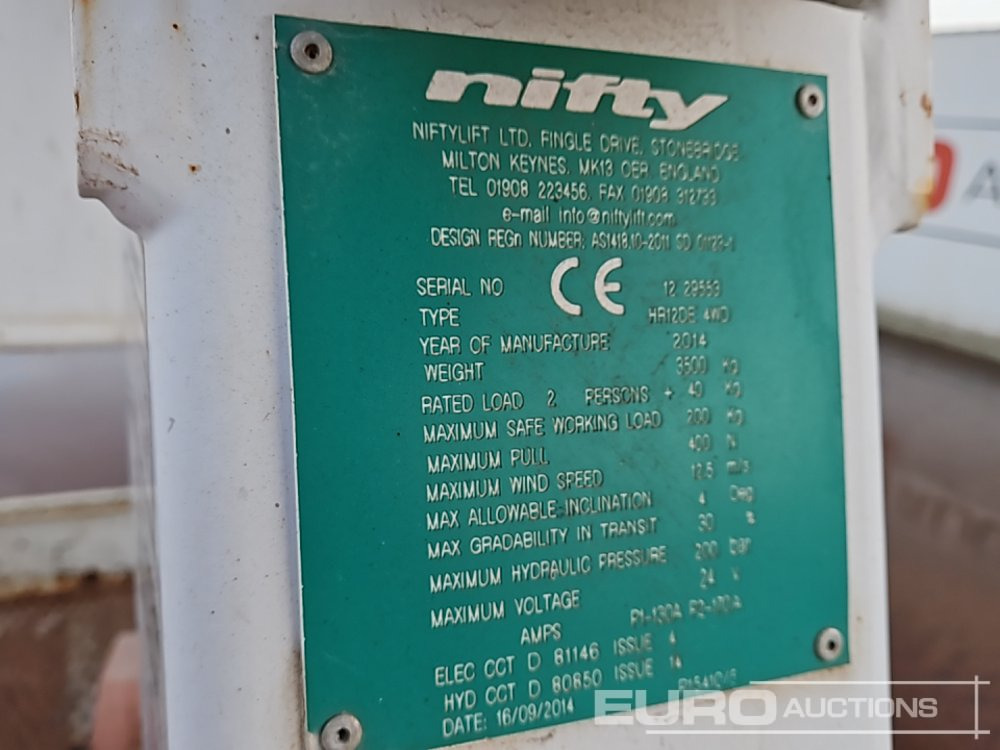 nifty
NIFTYLIFT LTD, FINGLE DRIVE, STONEBRIDGE,
MILTON KEYNES, MK13 OER, ENGLAND
TEL 01908 223456, FAX 01908 312733
e-mail info@niftylift.com
DESIGN REGn NUMBER: AS1418.10-2011 SD 01123-1
CE
SERIAL NO 12 29559
TYPE HR12DE 4WD
YEAR OF MANUFACTURE 2014
WEIGHT 3500 Kg
RATED LOAD 2 PERSONS + 40 Kg
MAXIMUM SAFE WORKING LOAD 200 Kg
MAXIMUM PULL 400 N
MAXIMUM WIND SPEED 12.5 m/s
MAX ALLOWABLE INCLINATION 4 Deg
MAX GRADABILITY IN TRANSIT 30 %
MAXIMUM HYDRAULIC PRESSURE 200 bar
MAXIMUM VOLTAGE 24 V
AMPS P1-130A P2-170A
ELEC CCT D 81146 ISSUE 4
HYD CCT D 80850 ISSUE 14
DATE: 16/09/2014
EURO AUCTIONS